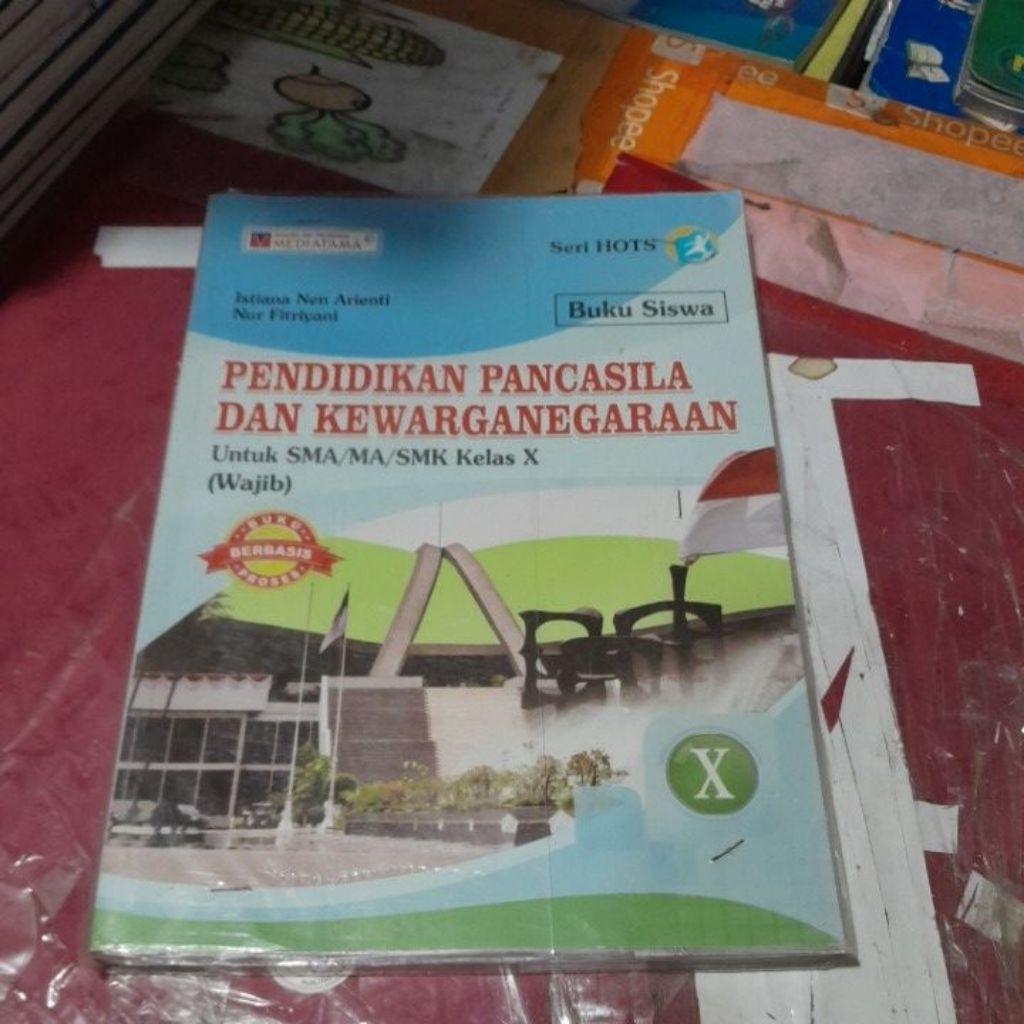 Shopee
ee
Shopee
MEDIATAMA
Seri HOTS
Istiana Nen Arienti
Nur Fitriyani
Buku Siswa
PENDIDIKAN PANCASILA
DAN KEWARGANEGARAAN
Untuk SMA/MA/SMK Kelas X
(Wajib)
BUKU
BERBASIS
PROSES
X